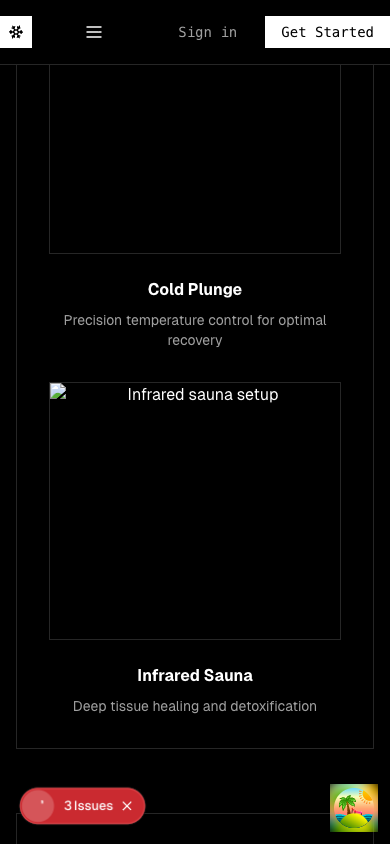 Sign in
Get Started
Cold Plunge
Precision temperature control for optimal
recovery
Infrared sauna setup
Infrared Sauna
Deep tissue healing and detoxification
3 Issues